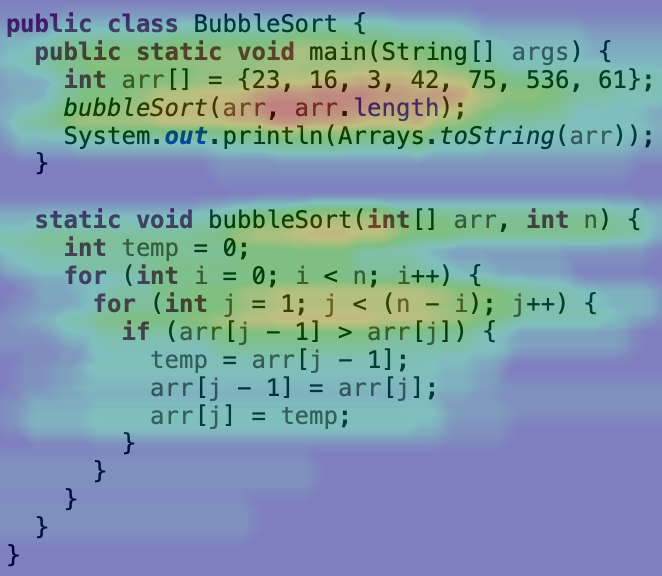 public class BubbleSort {
  public static void main(String[] args) {
    int arr[] = {23, 16, 3, 42, 75, 536, 61};
    bubbleSort(arr, arr.length);
    System.out.println(Arrays.toString(arr));
  }

  static void bubbleSort(int[] arr, int n) {
    int temp = 0;
    for (int i = 0; i < n; i++) {
      for (int j = 1; j < (n - i); j++) {
        if (arr[j - 1] > arr[j]) {
          temp = arr[j - 1];
          arr[j - 1] = arr[j];
          arr[j] = temp;
        }
      }
    }
  }
}